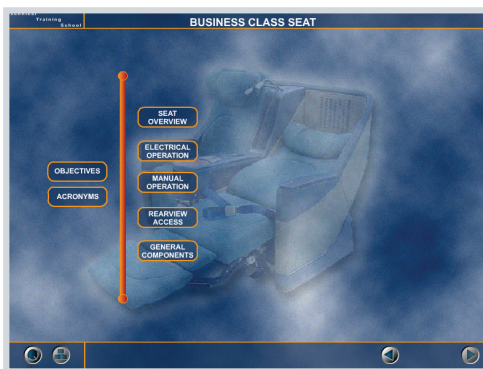 Training
School
BUSINESS CLASS SEAT
SEAT
OVERVIEW
ELECTRICAL
OPERATION
OBJECTIVES
MANUAL
OPERATION
ACRONYMS
REARVIEW
ACCESS
GENERAL
COMPONENTS